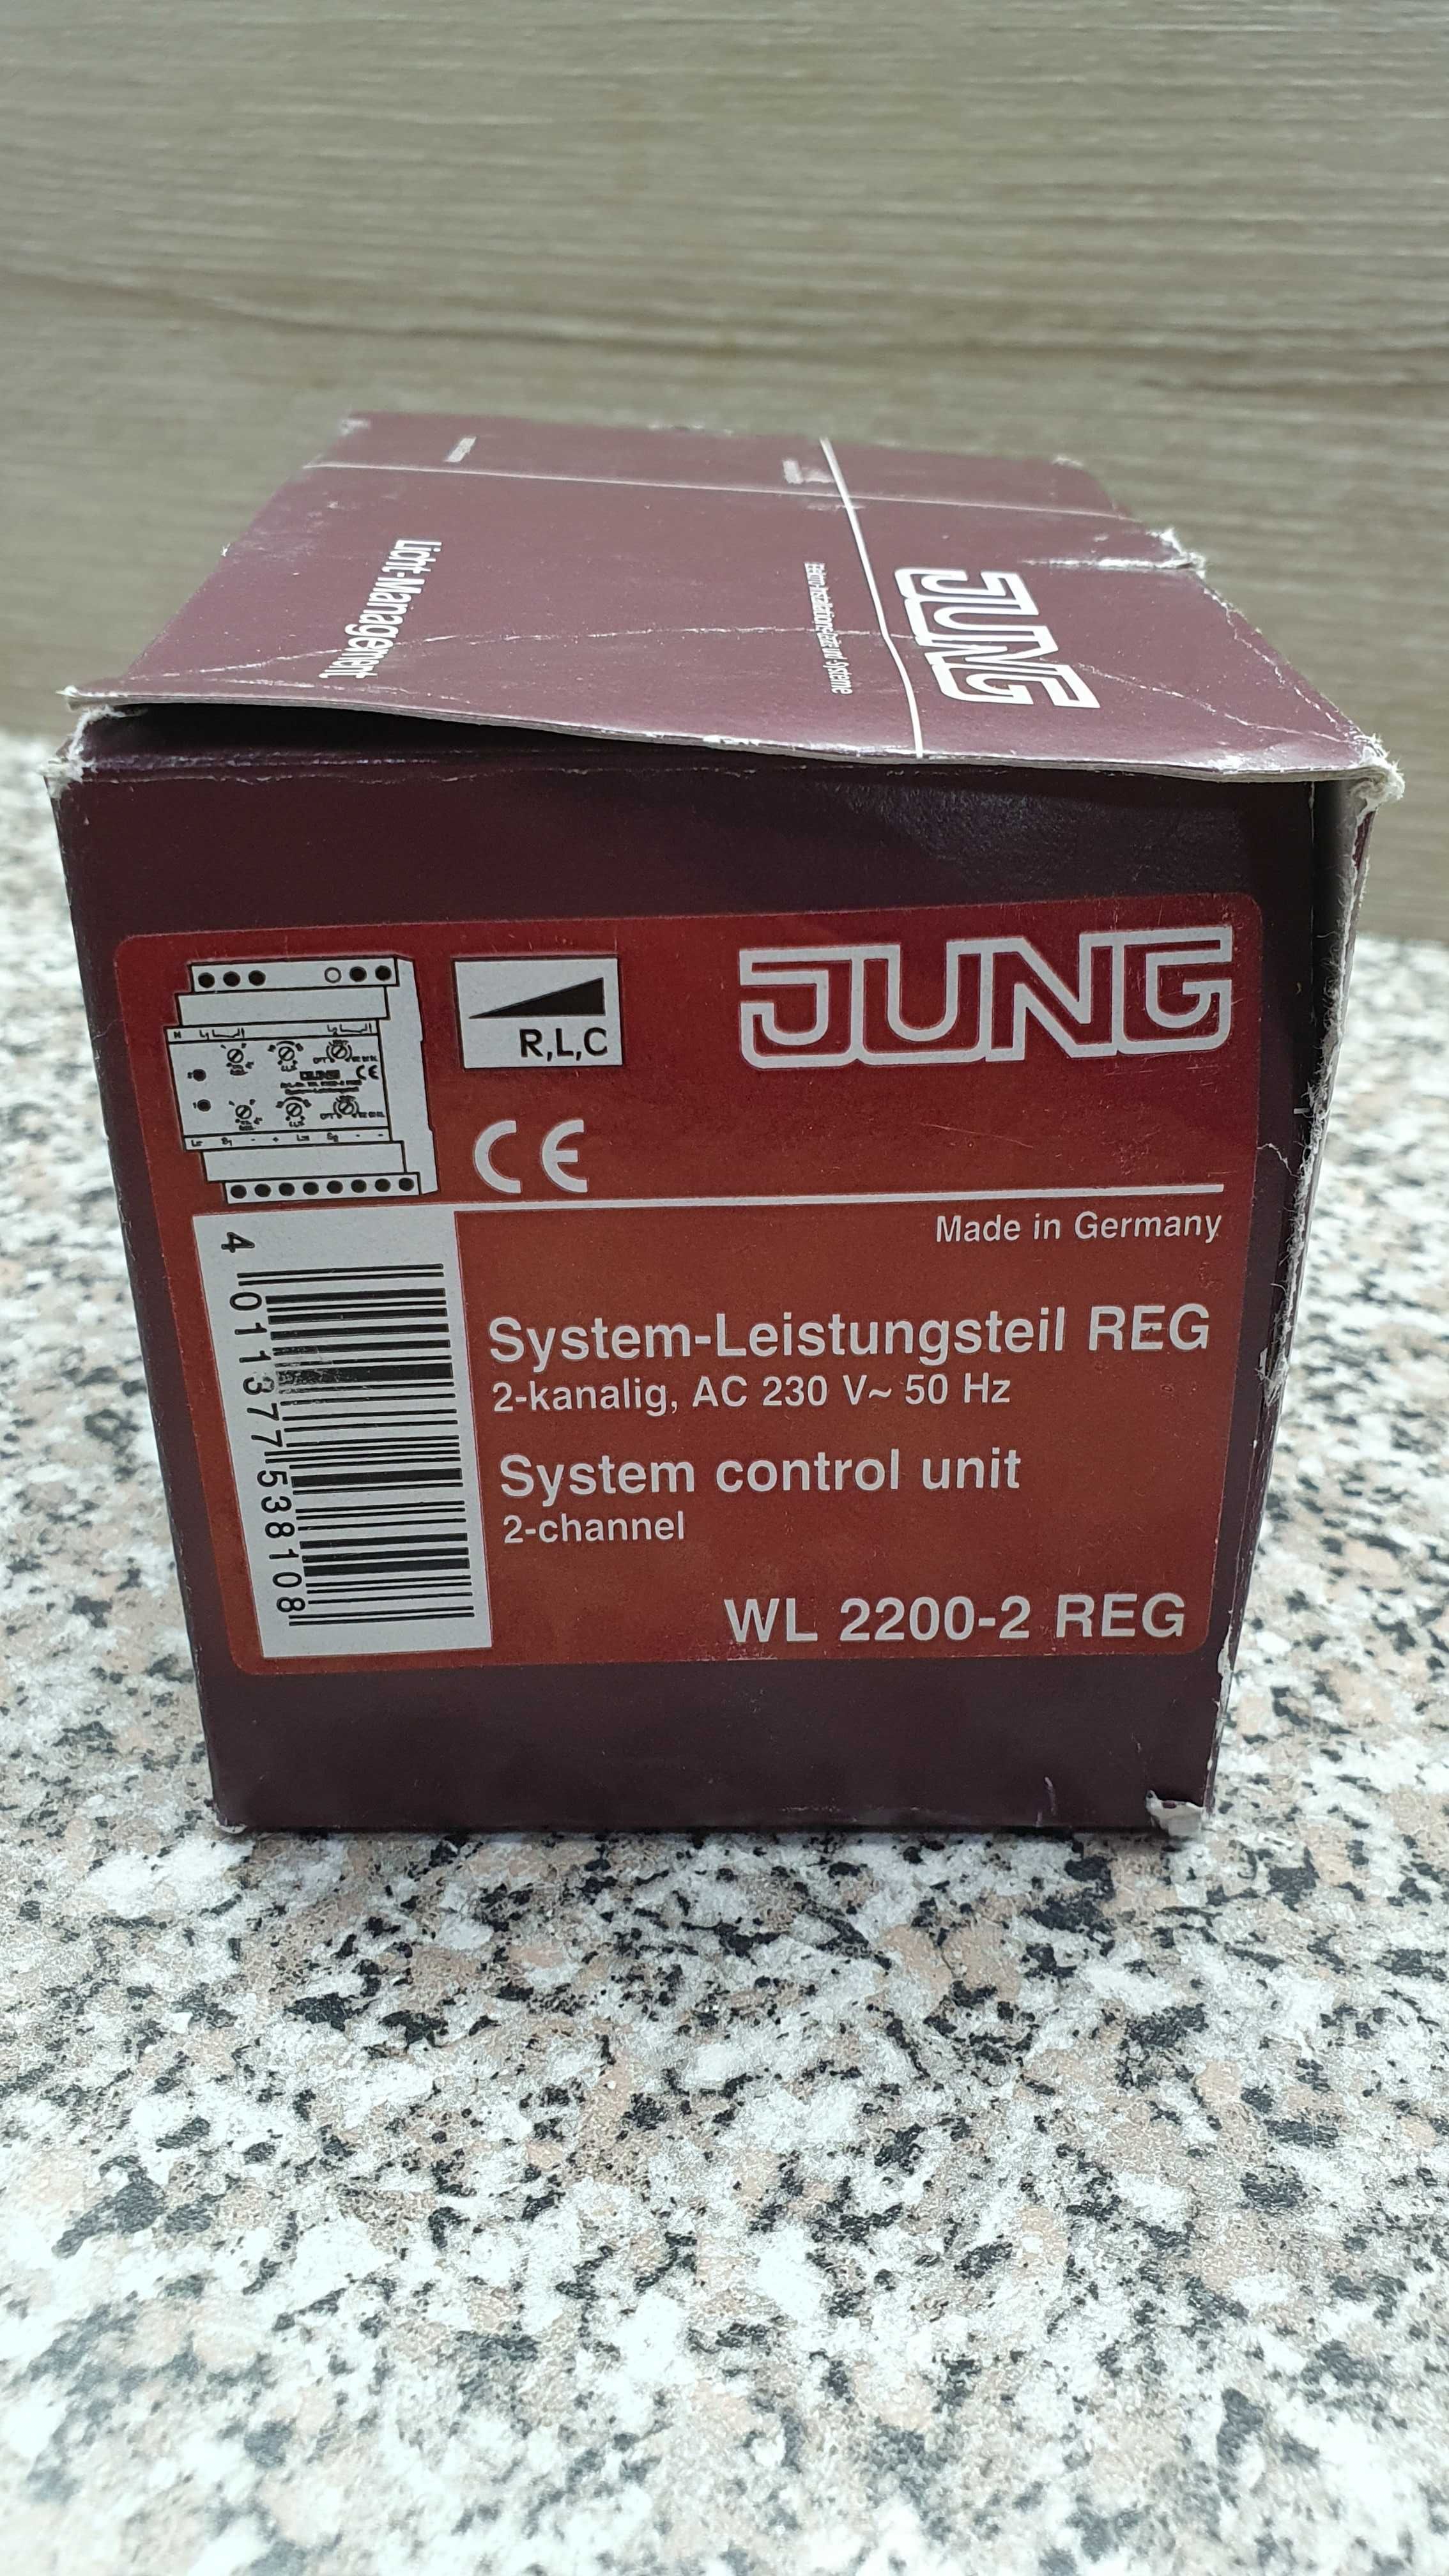 Licht-Management
JUNG
R,L,C
JUNG
CE
Made in Germany
4 011377 538108
System-Leistungsteil REG
2-kanalig, AC 230 V~ 50 Hz
System control unit
2-channel
WL 2200-2 REG